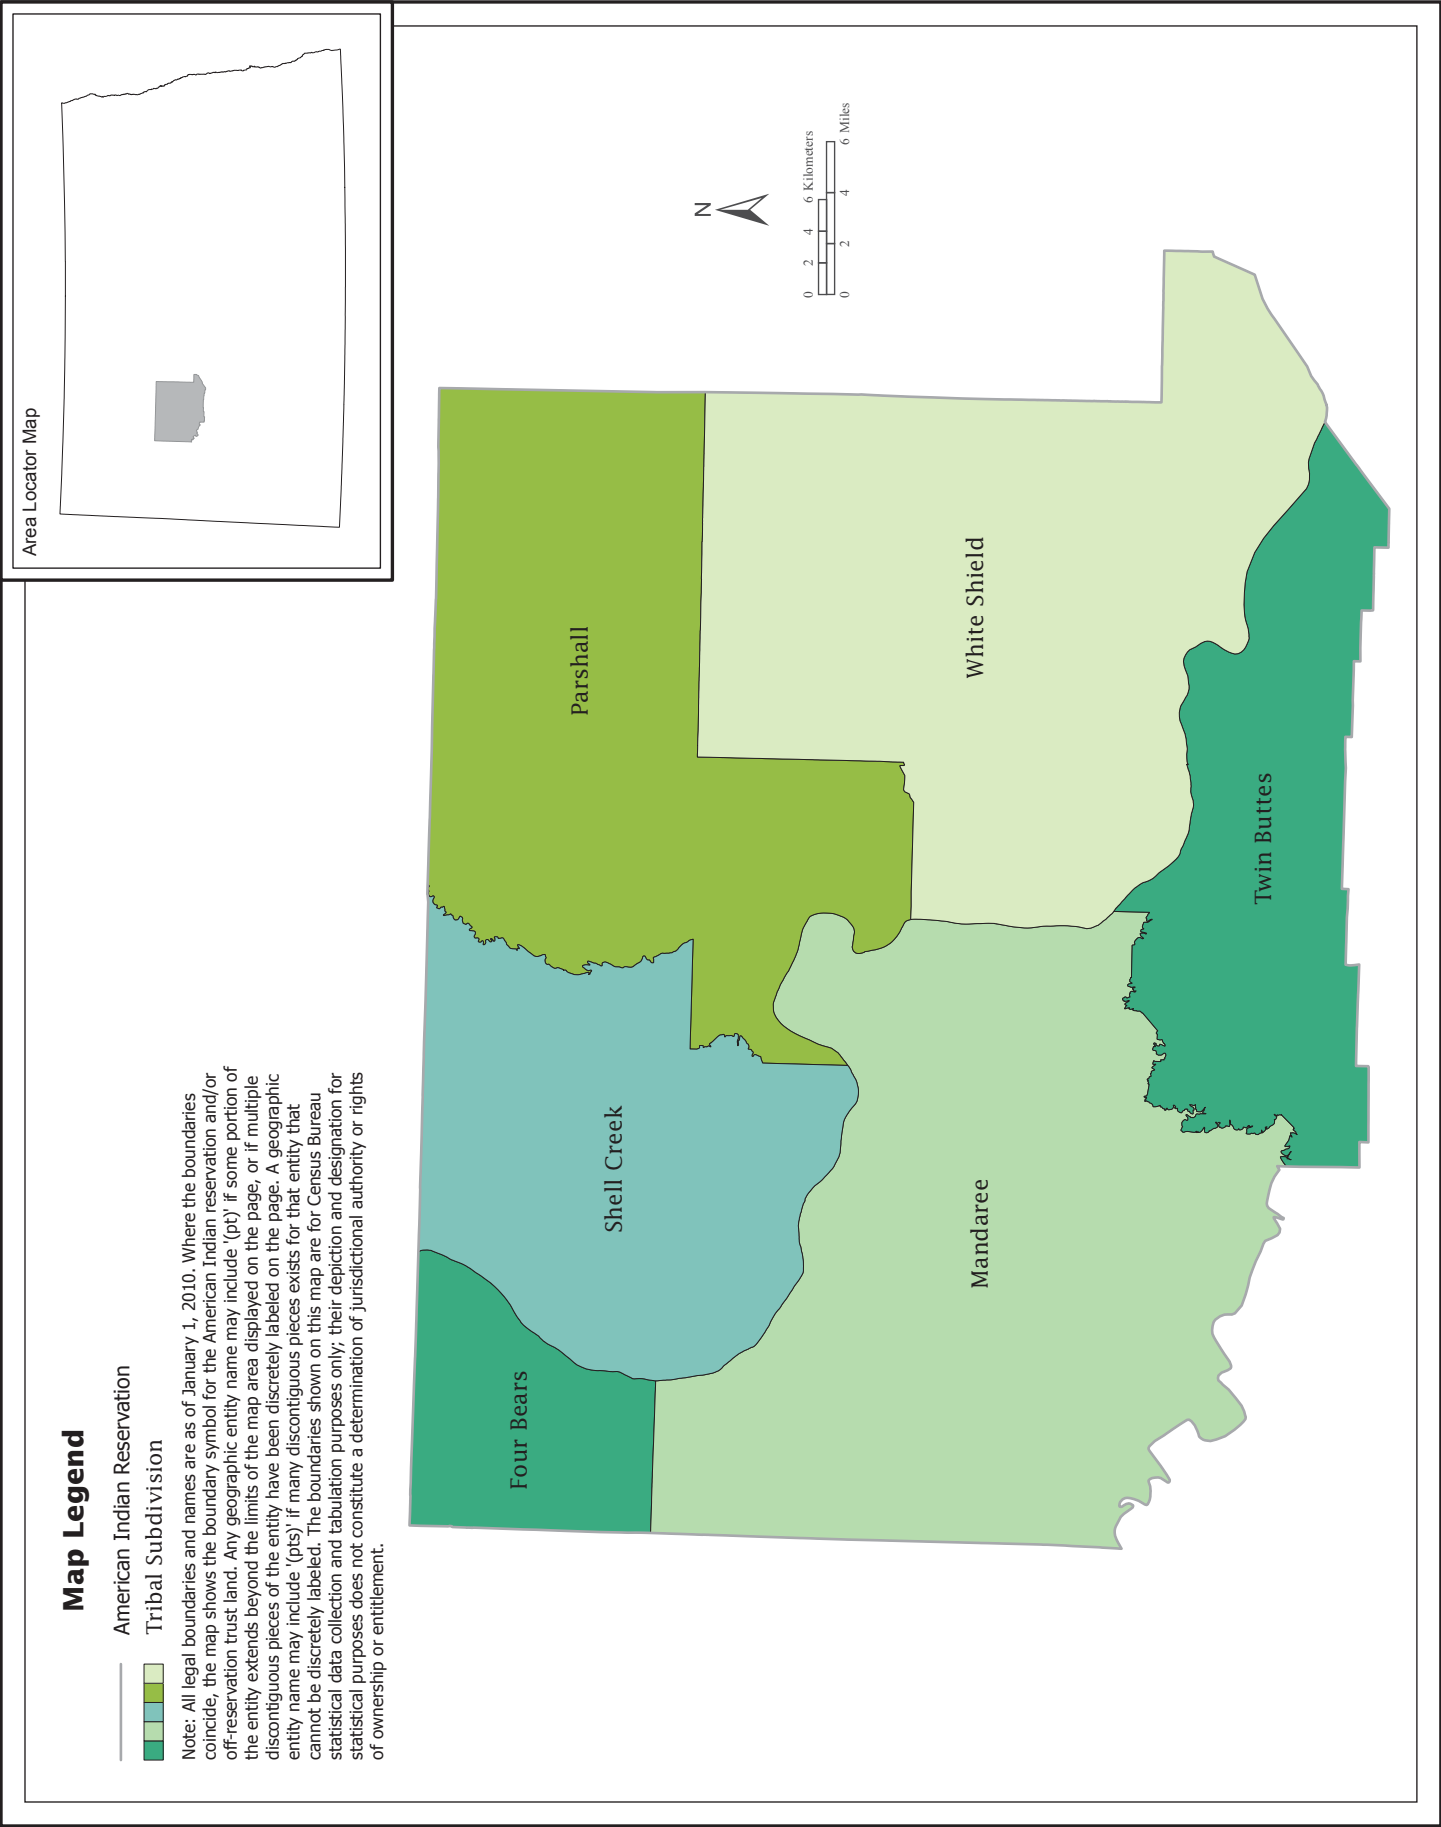 Map Legend
American Indian Reservation
Tribal Subdivision
Note: All legal boundaries and names are as of January 1, 2010. Where the boundaries
coincide, the map shows the boundary symbol for the American Indian reservation and/or
off-reservation trust land. Any geographic entity name may include '(pt)' if some portion of
the entity extends beyond the limits of the map area displayed on the page, or if multiple
discontiguous pieces of the entity have been discretely labeled on the page. A geographic
entity name may include '(pts)' if many discontiguous pieces exists for that entity that
cannot be discretely labeled. The boundaries shown on this map are for Census Bureau
statistical data collection and tabulation purposes only; their depiction and designation for
statistical purposes does not constitute a determination of jurisdictional authority or rights
of ownership or entitlement.
Area Locator Map
Four Bears
Shell Creek
Parshall
N
0 2 4 6 Kilometers
0 2 4 6 Miles
Mandaree
White Shield
Twin Buttes